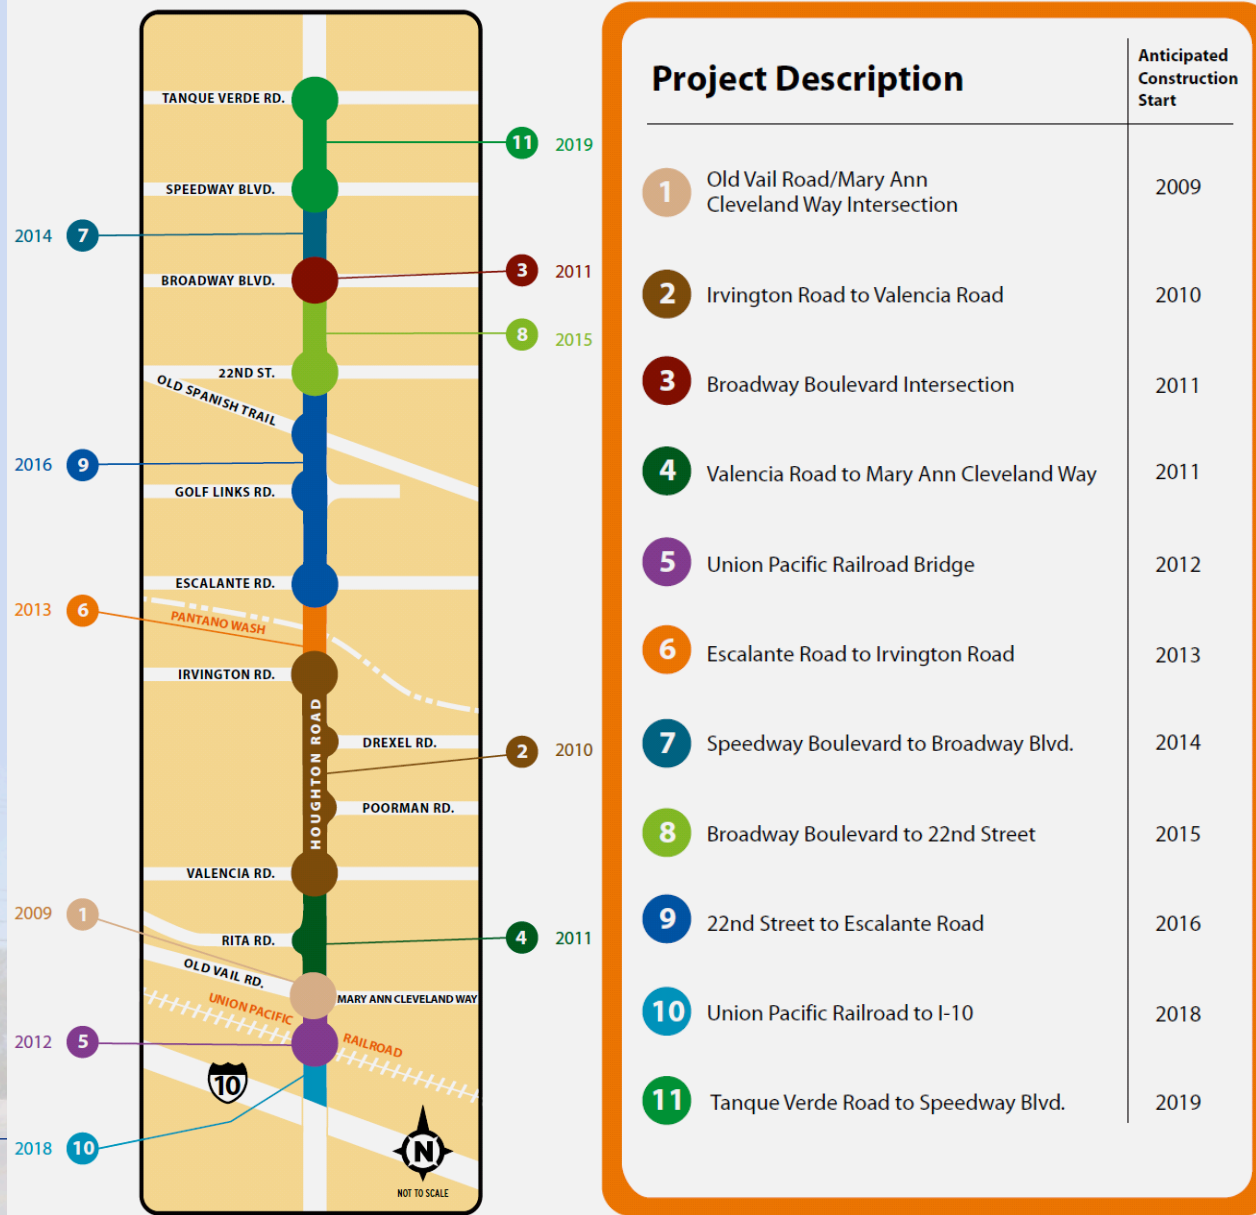 TANQUE VERDE RD.
11 2019
SPEEDWAY BLVD.
2014 7
3 2011
BROADWAY BLVD.
8 2015
22ND ST.
OLD SPANISH TRAIL
2016 9
GOLF LINKS RD.
ESCALANTE RD.
2013 6
PANTANO WASH
IRVINGTON RD.
HOUGHTON ROAD
DREXEL RD.
2 2010
POORMAN RD.
VALENCIA RD.
2009 1
RITA RD.
4 2011
OLD VAIL RD.
MARY ANN CLEVELAND WAY
UNION PACIFIC
RAILROAD
2012 5
10
2018 10
N
NOT TO SCALE
Project Description
Anticipated
Construction
Start
1 Old Vail Road/Mary Ann
Cleveland Way Intersection 2009
2 Irvington Road to Valencia Road 2010
3 Broadway Boulevard Intersection 2011
4 Valencia Road to Mary Ann Cleveland Way 2011
5 Union Pacific Railroad Bridge 2012
6 Escalante Road to Irvington Road 2013
7 Speedway Boulevard to Broadway Blvd. 2014
8 Broadway Boulevard to 22nd Street 2015
9 22nd Street to Escalante Road 2016
10 Union Pacific Railroad to I-10 2018
11 Tanque Verde Road to Speedway Blvd. 2019